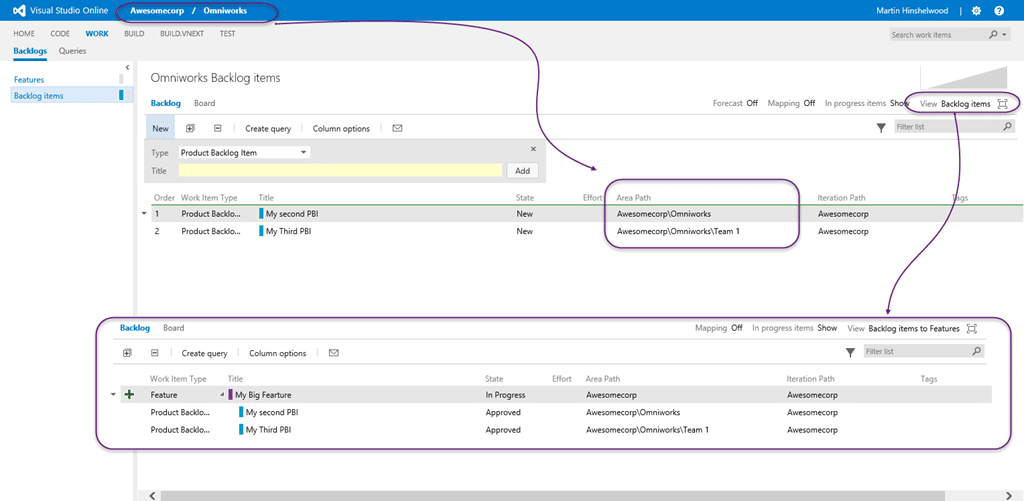 Visual Studio Online Awesomecorp / Omniworks Martin Hinshelwood | ?
HOME CODE WORK BUILD BUILD.VNEXT TEST Search work items
Backlogs Queries
Features
Backlog items
Omniworks Backlog items
Backlog Board Forecast Off Mapping Off In progress items Show View Backlog items
New Create query Column options Filter list
Type Product Backlog Item
Title Add
Order Work Item Type Title State Effort Area Path Iteration Path Tags
1 Product Backlo... My second PBI New Awesomecorp\Omniworks Awesomecorp
2 Product Backlo... My Third PBI New Awesomecorp\Omniworks\Team 1 Awesomecorp
Backlog Board Mapping Off In progress items Show View Backlog items to Features
Create query Column options Filter list
Work Item Type Title State Effort Area Path Iteration Path Tags
Feature My Big Fearture In Progress Awesomecorp Awesomecorp
Product Backlo... My second PBI Approved Awesomecorp\Omniworks Awesomecorp
Product Backlo... My Third PBI Approved Awesomecorp\Omniworks\Team 1 Awesomecorp